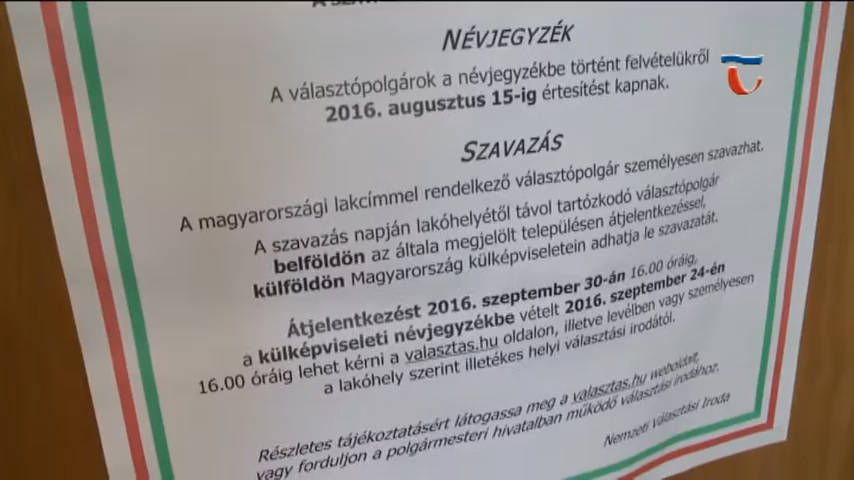 NÉVJEGYZÉK
A választópolgárok a névjegyzékbe történt felvételükről
2016. augusztus 15-ig értesítést kapnak.
SZAVAZÁS
A magyarországi lakcímmel rendelkező választópolgár személyesen szavazhat.
A szavazás napján lakóhelyétől távol tartózkodó választópolgár
belföldön az általa megjelölt településen átjelentkezéssel,
külföldön Magyarország külképviseletein adhatja le szavazatát.
Átjelentkezést 2016. szeptember 30-án 16.00 óráig,
a külképviseleti névjegyzékbe vételt 2016. szeptember 24-én
16.00 óráig lehet kérni a valasztas.hu oldalon, illetve levélben vagy személyesen
a lakóhely szerint illetékes helyi választási irodától.
Részletes tájékoztatásért látogassa meg a valasztas.hu weboldalt,
vagy forduljon a polgármesteri hivatalban működő választási irodához.
Nemzeti Választási Iroda